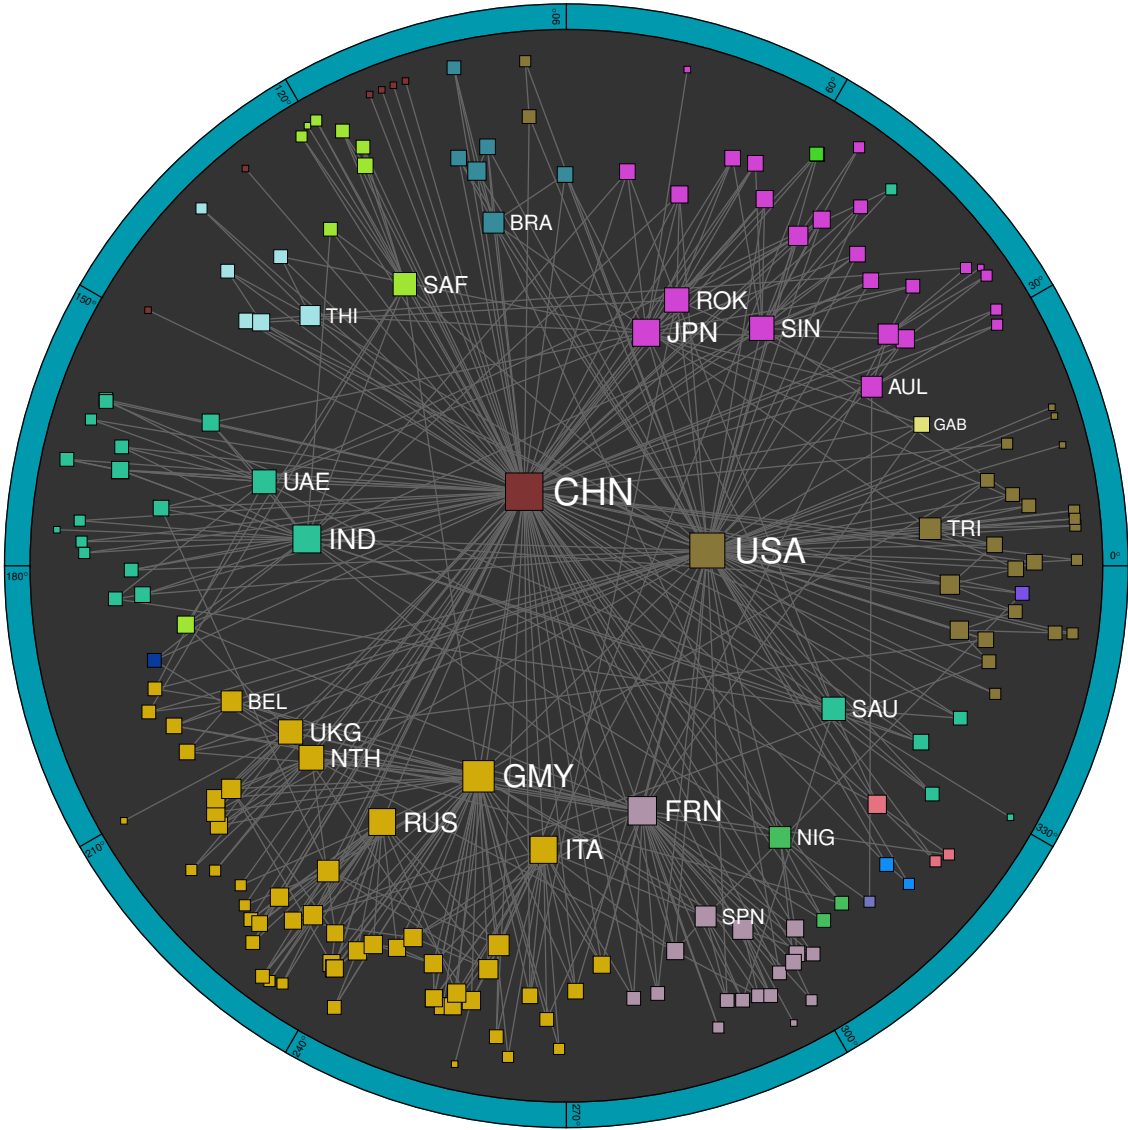 90°
60°
120°
BRA
SAF
30°
150°
ROK
THI
SIN
JPN
AUL
GAB
UAE
CHN
TRI
IND
USA
0°
180°
BEL
SAU
UKG
NTH
GMY
FRN
RUS
NIG
330°
210°
ITA
SPN
300°
240°
270°